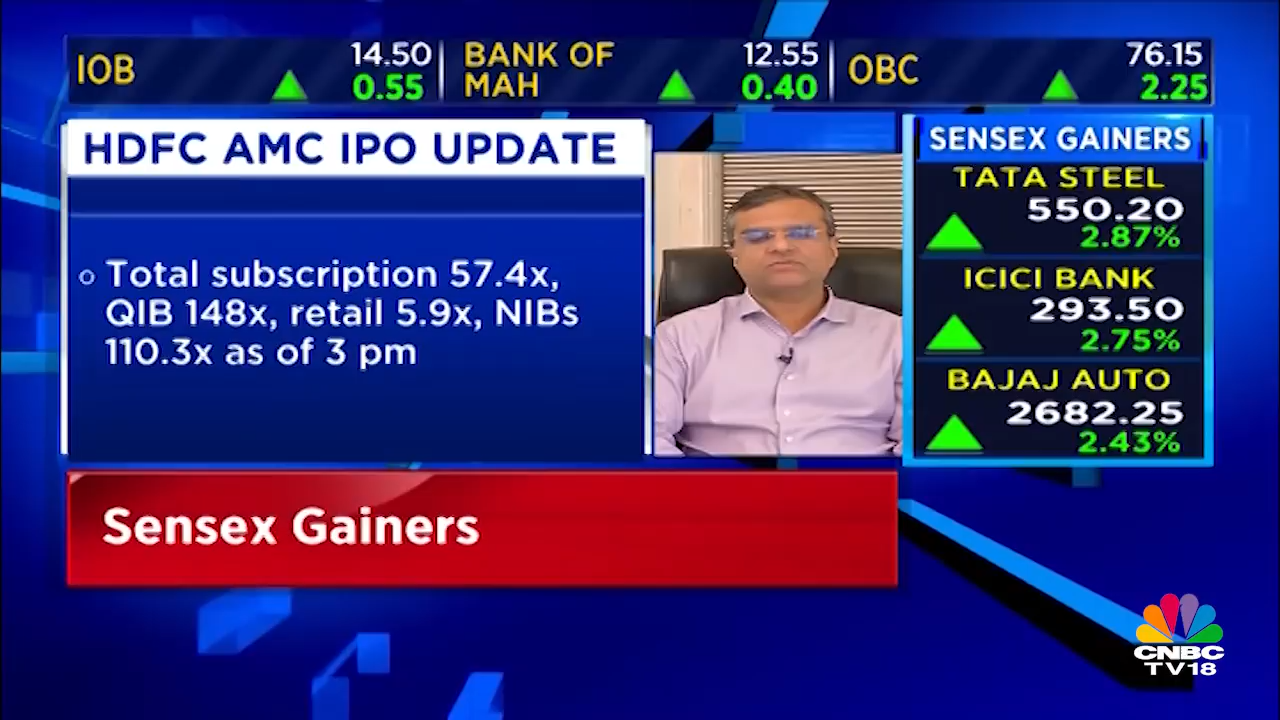 IOB 14.50 0.55
BANK OF MAH 12.55 0.40
OBC 76.15 2.25
HDFC AMC IPO UPDATE
Total subscription 57.4x,
QIB 148x, retail 5.9x, NIBs
110.3x as of 3 pm
SENSEX GAINERS
TATA STEEL
550.20
2.87%
ICICI BANK
293.50
2.75%
BAJAJ AUTO
2682.25
2.43%
Sensex Gainers
CNBC
TV18